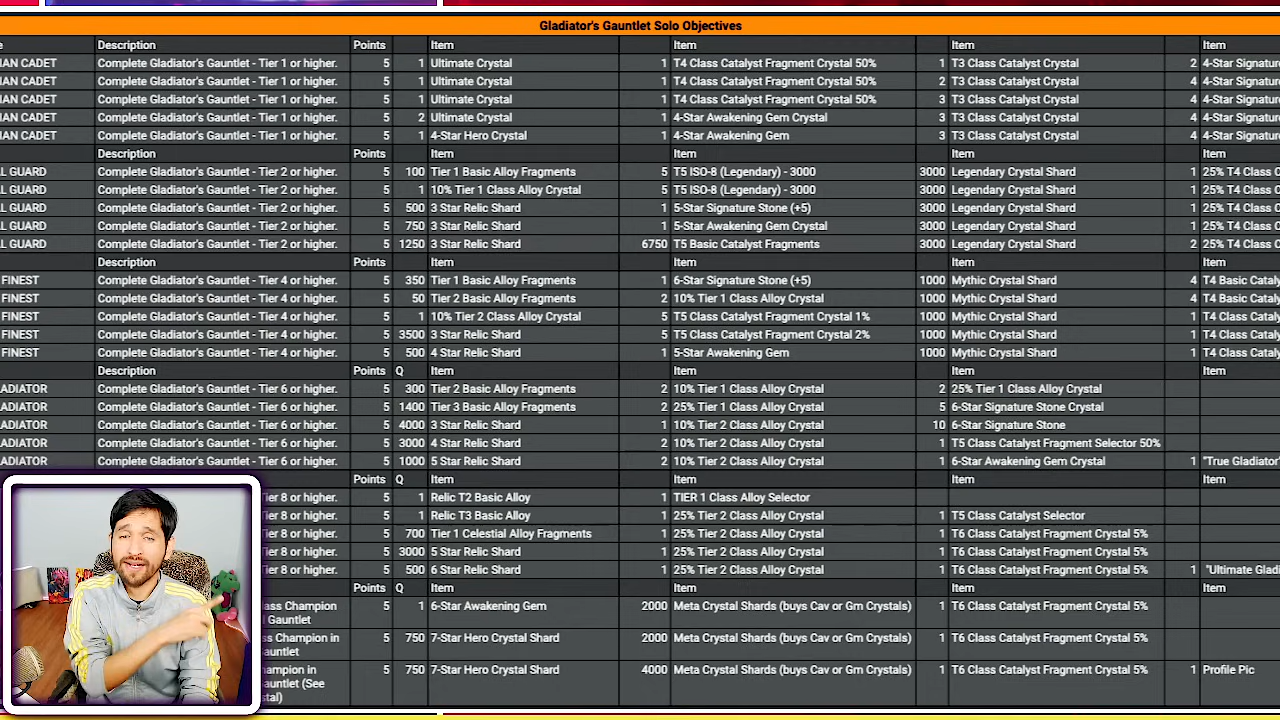 Gladiator's Gauntlet Solo Objectives
Description Points Item Item Item Item
CADET Complete Gladiator's Gauntlet - Tier 1 or higher. 5 1 Ultimate Crystal 1 T4 Class Catalyst Fragment Crystal 50% 1 T3 Class Catalyst Crystal 2 4-Star Signature
CADET Complete Gladiator's Gauntlet - Tier 1 or higher. 5 1 Ultimate Crystal 1 T4 Class Catalyst Fragment Crystal 50% 2 T3 Class Catalyst Crystal 4 4-Star Signature
CADET Complete Gladiator's Gauntlet - Tier 1 or higher. 5 1 Ultimate Crystal 1 T4 Class Catalyst Fragment Crystal 50% 3 T3 Class Catalyst Crystal 4 4-Star Signature
CADET Complete Gladiator's Gauntlet - Tier 1 or higher. 5 2 Ultimate Crystal 1 4-Star Awakening Gem Crystal 3 T3 Class Catalyst Crystal 4 4-Star Signature
CADET Complete Gladiator's Gauntlet - Tier 1 or higher. 5 1 4-Star Hero Crystal 1 4-Star Awakening Gem 3 T3 Class Catalyst Crystal 4 4-Star Signature
Description Points Item Item Item Item
GUARD Complete Gladiator's Gauntlet - Tier 2 or higher. 5 100 Tier 1 Basic Alloy Fragments 5 T5 ISO-8 (Legendary) - 3000 3000 Legendary Crystal Shard 1 25% T4 Class
GUARD Complete Gladiator's Gauntlet - Tier 2 or higher. 5 1 10% Tier 1 Class Alloy Crystal 5 T5 ISO-8 (Legendary) - 3000 3000 Legendary Crystal Shard 1 25% T4 Class
GUARD Complete Gladiator's Gauntlet - Tier 2 or higher. 5 500 3 Star Relic Shard 1 5-Star Signature Stone (+5) 3000 Legendary Crystal Shard 1 25% T4 Class
GUARD Complete Gladiator's Gauntlet - Tier 2 or higher. 5 750 3 Star Relic Shard 1 5-Star Awakening Gem Crystal 3000 Legendary Crystal Shard 1 25% T4 Class
GUARD Complete Gladiator's Gauntlet - Tier 2 or higher. 5 1250 3 Star Relic Shard 6750 T5 Basic Catalyst Fragments 3000 Legendary Crystal Shard 2 25% T4 Class
Description Points Item Item Item Item
FINEST Complete Gladiator's Gauntlet - Tier 4 or higher. 5 350 Tier 1 Basic Alloy Fragments 1 6-Star Signature Stone (+5) 1000 Mythic Crystal Shard 4 T4 Basic
FINEST Complete Gladiator's Gauntlet - Tier 4 or higher. 5 50 Tier 2 Basic Alloy Fragments 2 10% Tier 1 Class Alloy Crystal 1000 Mythic Crystal Shard 4 T4 Basic
FINEST Complete Gladiator's Gauntlet - Tier 4 or higher. 5 1 10% Tier 2 Class Alloy Crystal 5 T5 Class Catalyst Fragment Crystal 1% 1000 Mythic Crystal Shard 1 T4 Class
FINEST Complete Gladiator's Gauntlet - Tier 4 or higher. 5 3500 3 Star Relic Shard 5 T5 Class Catalyst Fragment Crystal 2% 1000 Mythic Crystal Shard 1 T4 Class
FINEST Complete Gladiator's Gauntlet - Tier 4 or higher. 5 500 4 Star Relic Shard 1 5-Star Awakening Gem 1000 Mythic Crystal Shard 1 T4 Class
Description Points Q Item Item Item Item
LADIATOR Complete Gladiator's Gauntlet - Tier 6 or higher. 5 300 Tier 2 Basic Alloy Fragments 2 10% Tier 1 Class Alloy Crystal 2 25% Tier 1 Class Alloy Crystal
LADIATOR Complete Gladiator's Gauntlet - Tier 6 or higher. 5 1400 Tier 3 Basic Alloy Fragments 2 25% Tier 1 Class Alloy Crystal 5 6-Star Signature Stone Crystal
LADIATOR Complete Gladiator's Gauntlet - Tier 6 or higher. 5 4000 3 Star Relic Shard 1 10% Tier 2 Class Alloy Crystal 10 6-Star Signature Stone
LADIATOR Complete Gladiator's Gauntlet - Tier 6 or higher. 5 3000 4 Star Relic Shard 2 10% Tier 2 Class Alloy Crystal 1 T5 Class Catalyst Fragment Selector 50%
LADIATOR Complete Gladiator's Gauntlet - Tier 6 or higher. 5 1000 5 Star Relic Shard 2 10% Tier 2 Class Alloy Crystal 1 6-Star Awakening Gem Crystal 1 "True Gladiator"
Points Q Item Item Item Item
Tier 8 or higher. 5 1 Relic T2 Basic Alloy 1 TIER 1 Class Alloy Selector
Tier 8 or higher. 5 1 Relic T3 Basic Alloy 1 25% Tier 2 Class Alloy Crystal 1 T5 Class Catalyst Selector
Tier 8 or higher. 5 700 Tier 1 Celestial Alloy Fragments 1 25% Tier 2 Class Alloy Crystal 1 T6 Class Catalyst Fragment Crystal 5%
Tier 8 or higher. 5 3000 5 Star Relic Shard 1 25% Tier 2 Class Alloy Crystal 1 T6 Class Catalyst Fragment Crystal 5%
Tier 8 or higher. 5 500 6 Star Relic Shard 1 25% Tier 2 Class Alloy Crystal 1 T6 Class Catalyst Fragment Crystal 5% 1 "Ultimate
Points Q Item Item Item Item
Champion 5 1 6-Star Awakening Gem 2000 Meta Crystal Shards (buys Cav or Gm Crystals) 1 T6 Class Catalyst Fragment Crystal 5%
Gauntlet
Champion in 5 750 7-Star Hero Crystal Shard 2000 Meta Crystal Shards (buys Cav or Gm Crystals) 1 T6 Class Catalyst Fragment Crystal 5%
auntlet
hampion in 5 750 7-Star Hero Crystal Shard 4000 Meta Crystal Shards (buys Cav or Gm Crystals) 1 T6 Class Catalyst Fragment Crystal 5% 1 Profile Pic
auntlet (See
stal)